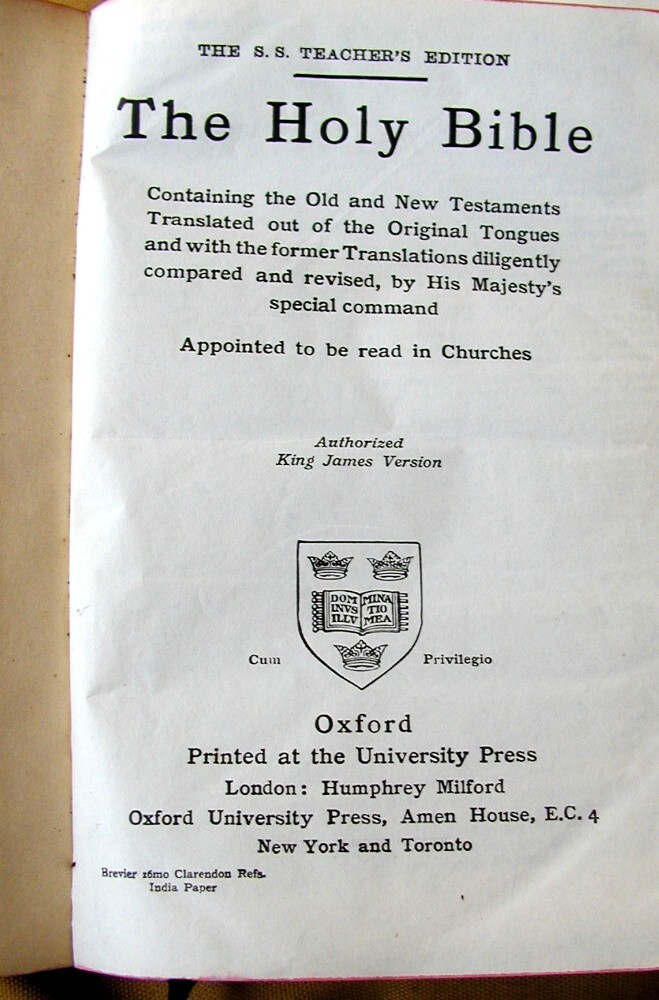 THE S. S. TEACHER'S EDITION
The Holy Bible
Containing the Old and New Testaments
Translated out of the Original Tongues
and with the former Translations diligently
compared and revised, by His Majesty's
special command
Appointed to be read in Churches
Authorized
King James Version
DOM MINA
INVS TIO
ILLV MEA
Cum Privilegio
Oxford
Printed at the University Press
London: Humphrey Milford
Oxford University Press, Amen House, E.C. 4
New York and Toronto
Brevier 16mo Clarendon Refs.
India Paper